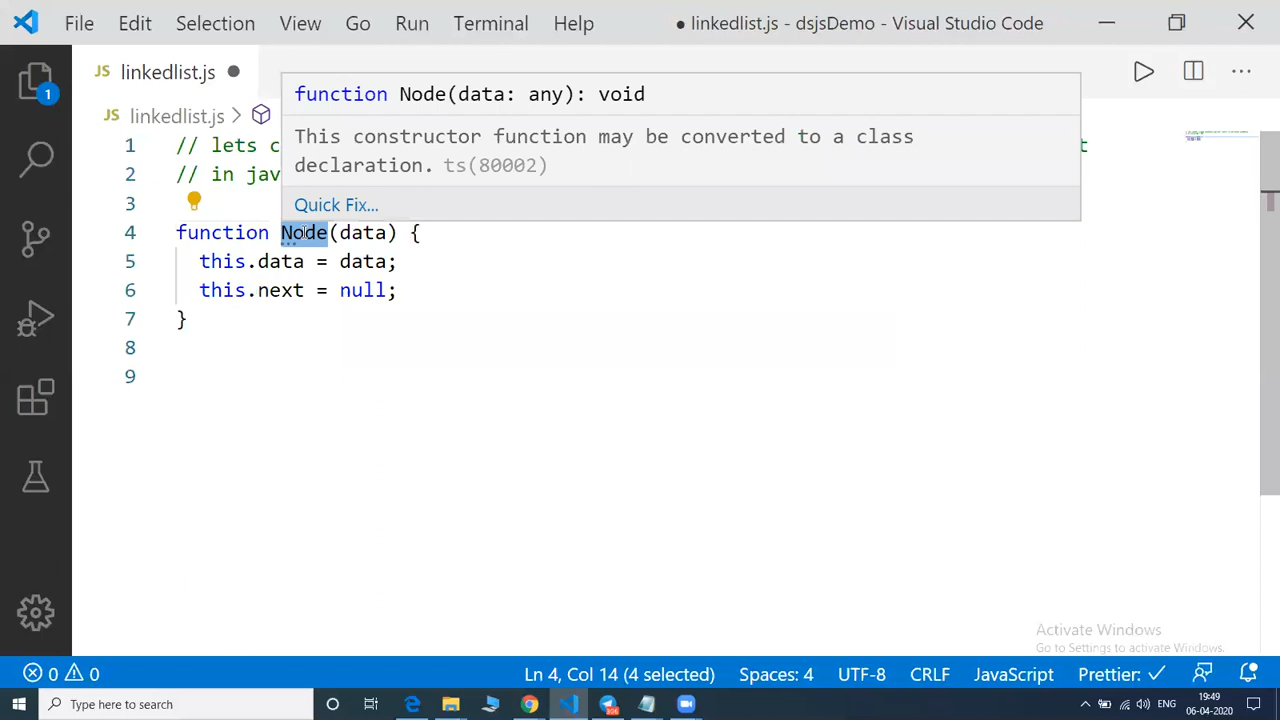 File Edit Selection View Go Run Terminal Help ● linkedlist.js - dsjsDemo - Visual Studio Code
JS linkedlist.js ●
JS linkedlist.js >
function Node(data: any): void
This constructor function may be converted to a class
declaration. ts(80002)
Quick Fix...
1 // lets c t
2 // in jav
3
4 function Node(data) {
5 this.data = data;
6 this.next = null;
7 }
8
9
1
Activate Windows
Go to Settings to activate Windows.
0 0 Ln 4, Col 14 (4 selected) Spaces: 4 UTF-8 CRLF JavaScript Prettier: ✓
Type here to search ENG 19:49
06-04-2020